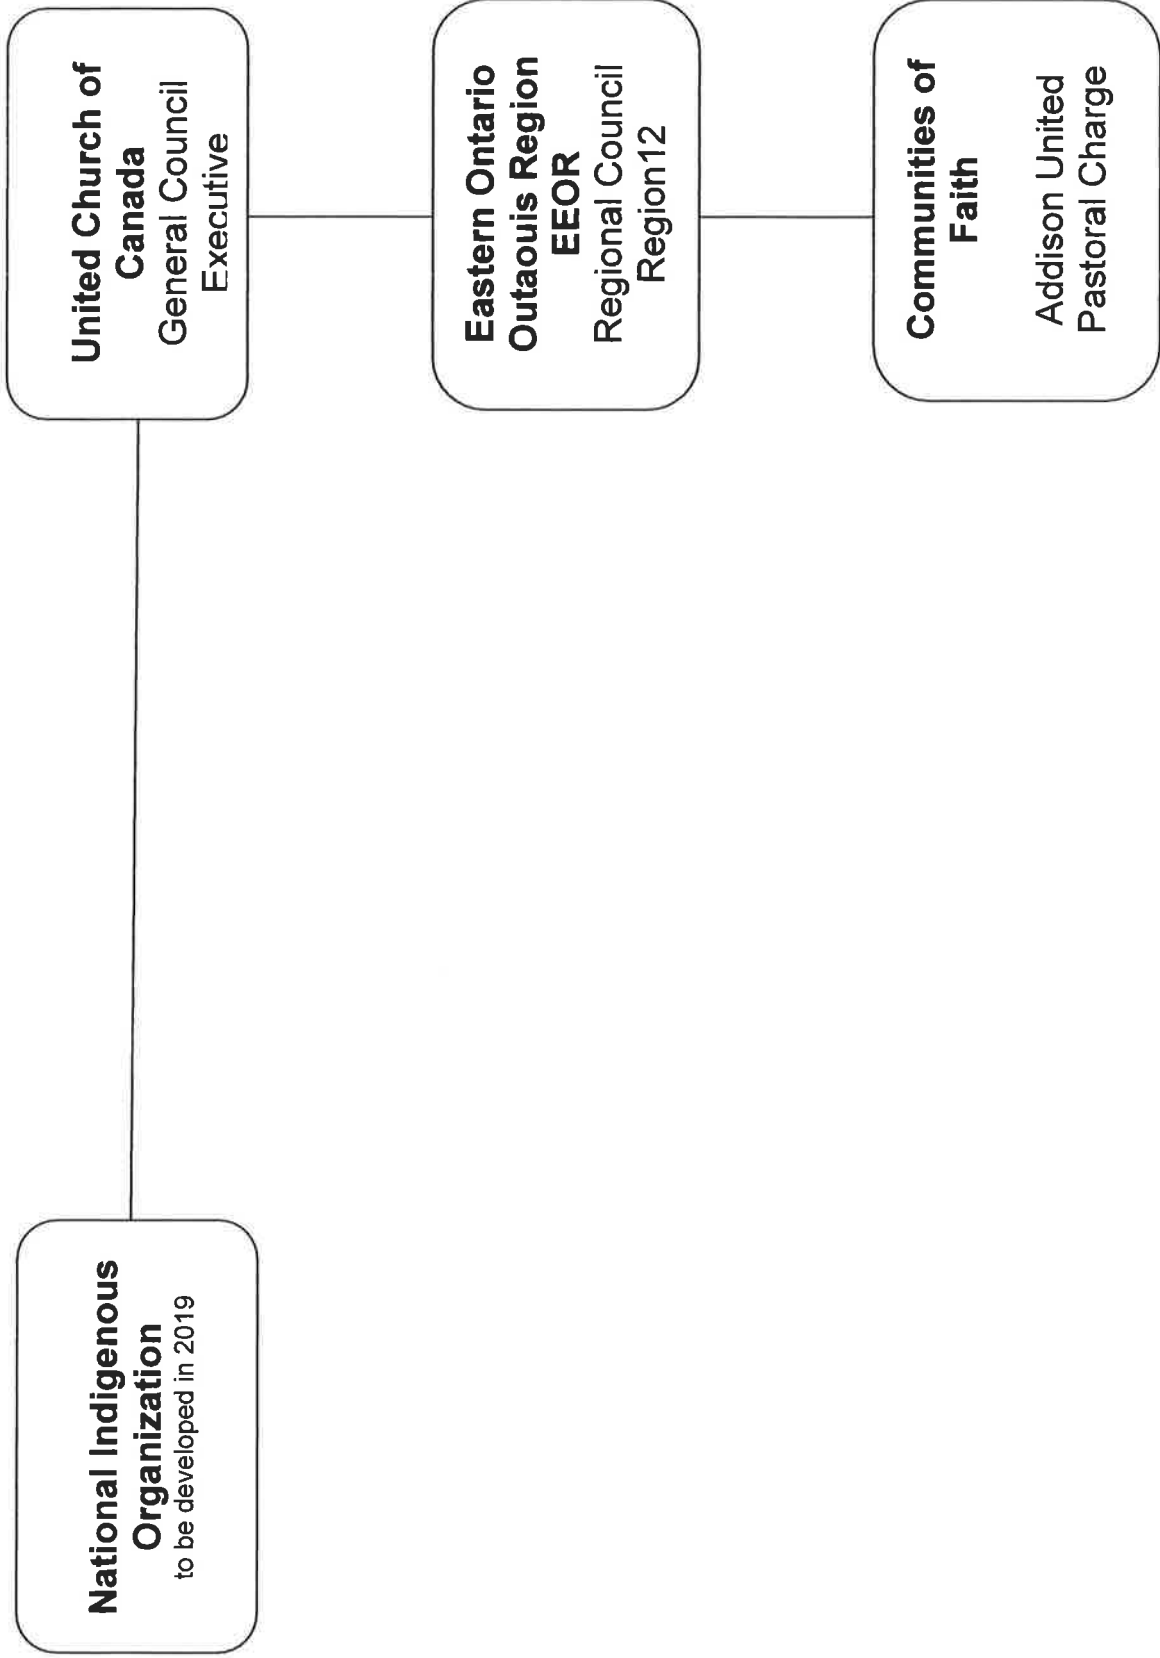 National Indigenous
Organization
to be developed in 2019
United Church of
Canada
General Council
Executive
Eastern Ontario
Outaouis Region
EEOR
Regional Council
Region12
Communities of
Faith
Addison United
Pastoral Charge